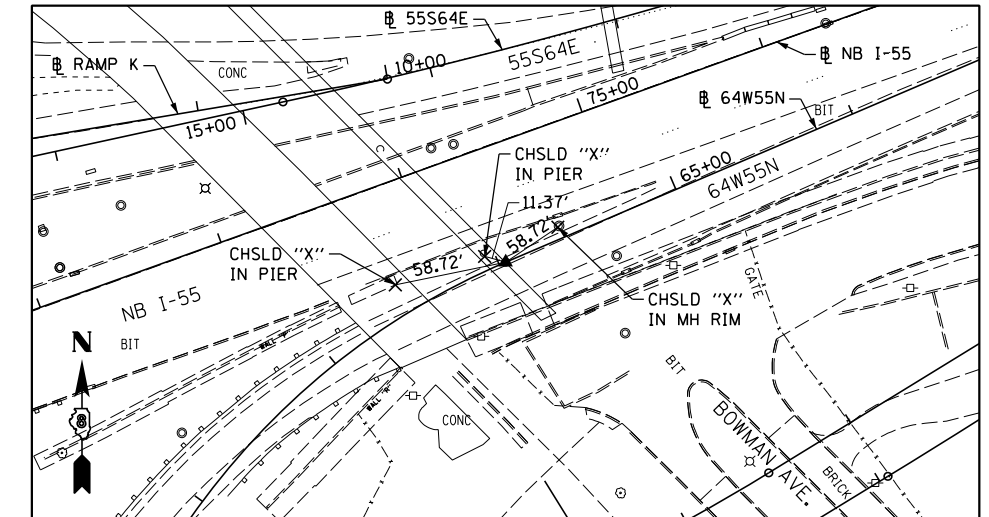 ℄ 55S64E
℄ RAMP K
CONC
10+00
55S64E
℄ NB I-55
15+00
75+00
℄ 64W55N
BIT
C
CHSLD "X"
IN PIER
65+00
64W55N
11.37'
58.72'
CHSLD "X"
IN PIER
58.72'
GATE
NB I-55
CHSLD "X"
IN MH RIM
N
BIT
WALL "F"
BIT
WALL "R"
CONC
BOWMAN AVE.
BRICK